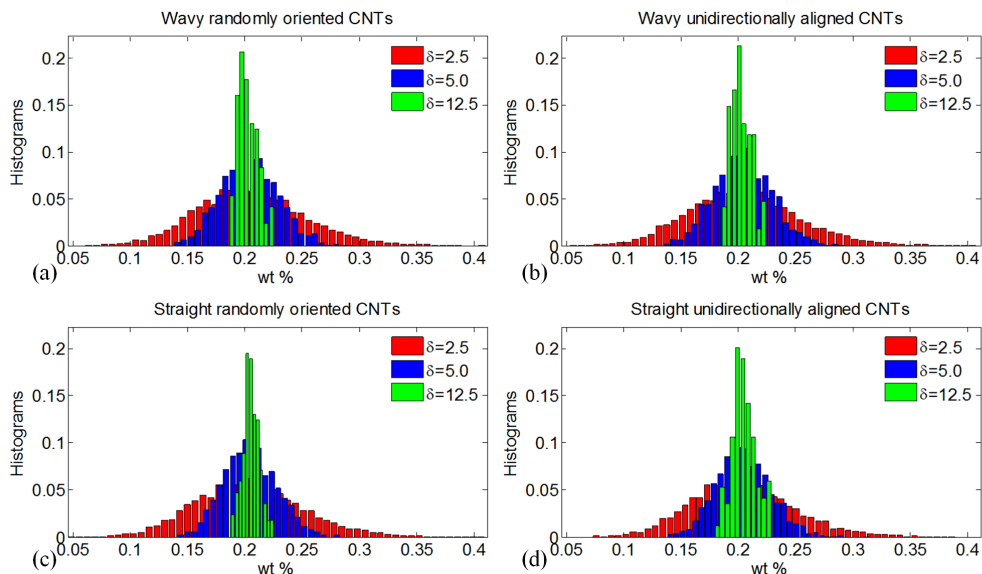 Wavy randomly oriented CNTs
Histograms
0.2
0.15
0.1
0.05
0
δ=2.5
δ=5.0
δ=12.5
0.05 0.1 0.15 0.2 0.25 0.3 0.35 0.4
(a) wt %
Wavy unidirectionally aligned CNTs
Histograms
0.2
0.15
0.1
0.05
0
δ=2.5
δ=5.0
δ=12.5
0.05 0.1 0.15 0.2 0.25 0.3 0.35 0.4
(b) wt %
Straight randomly oriented CNTs
Histograms
0.2
0.15
0.1
0.05
0
δ=2.5
δ=5.0
δ=12.5
0.05 0.1 0.15 0.2 0.25 0.3 0.35 0.4
(c) wt %
Straight unidirectionally aligned CNTs
Histograms
0.2
0.15
0.1
0.05
0
δ=2.5
δ=5.0
δ=12.5
0.05 0.1 0.15 0.2 0.25 0.3 0.35 0.4
(d) wt %